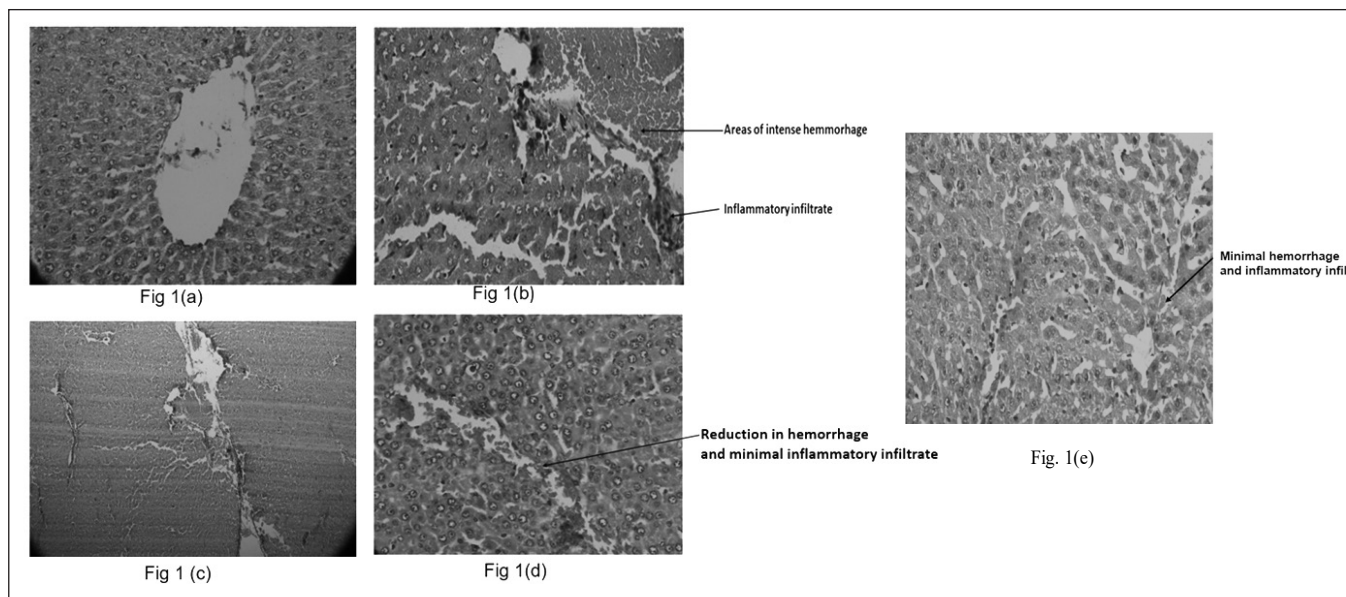 Fig 1(a)
Fig 1(b)
Areas of intense hemmorhage
Inflammatory infiltrate
Fig 1 (c)
Fig 1(d)
Reduction in hemorrhage
and minimal inflammatory infiltrate
Minimal hemorrhage
and inflammatory infil
Fig. 1(e)